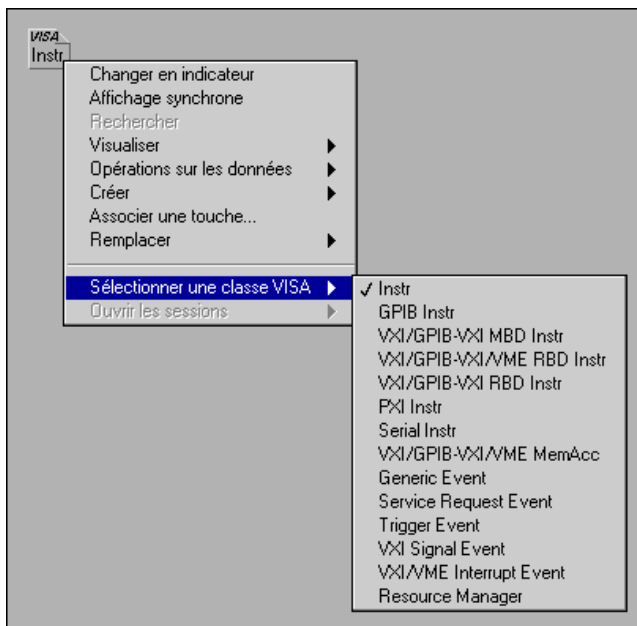 VISA
Instr
Changer en indicateur
Affichage synchrone
Rechercher
Visualiser
Opérations sur les données
Créer
Associer une touche...
Remplacer
Sélectionner une classe VISA
Ouvrir les sessions
Instr
GPIB Instr
VXI/GPIB-VXI MBD Instr
VXI/GPIB-VXI/VME RBD Instr
VXI/GPIB-VXI RBD Instr
PXI Instr
Serial Instr
VXI/GPIB-VXI/VME MemAcc
Generic Event
Service Request Event
Trigger Event
VXI Signal Event
VXI/VME Interrupt Event
Resource Manager